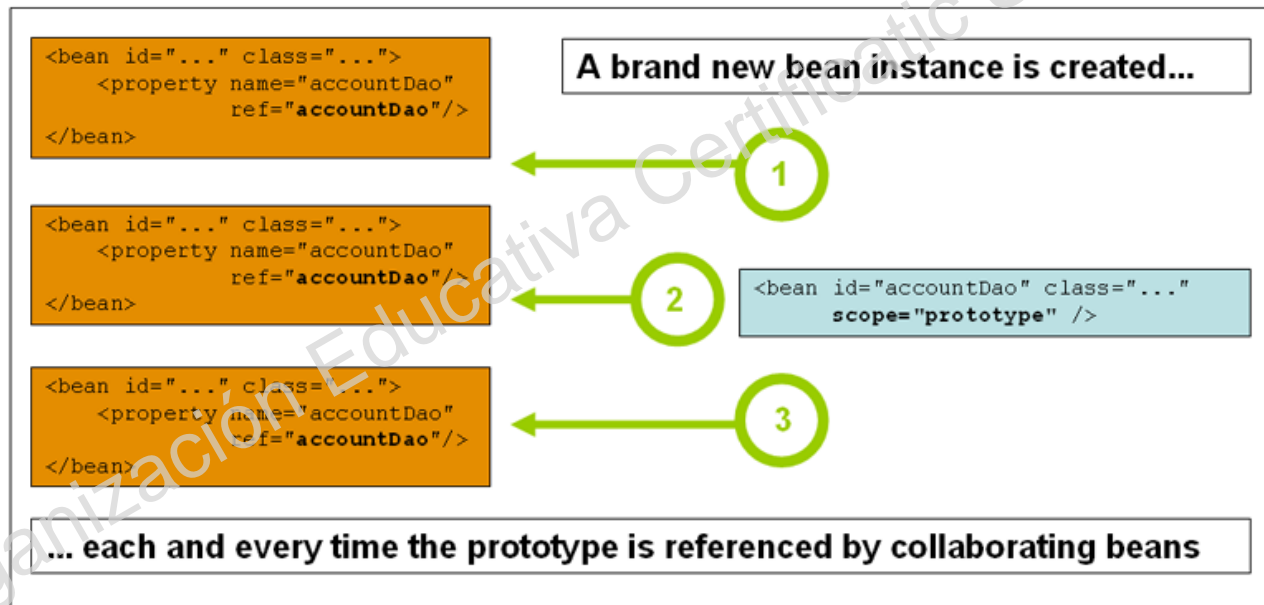 <bean id="..." class="...">
<property name="accountDao"
ref="accountDao"/>
</bean>
A brand new bean instance is created...
1
<bean id="..." class="...">
<property name="accountDao"
ref="accountDao"/>
</bean>
2
<bean id="accountDao" class="..."
scope="prototype" />
<bean id="..." class="...">
<property name="accountDao"
ref="accountDao"/>
</bean>
3
... each and every time the prototype is referenced by collaborating beans
Educativa